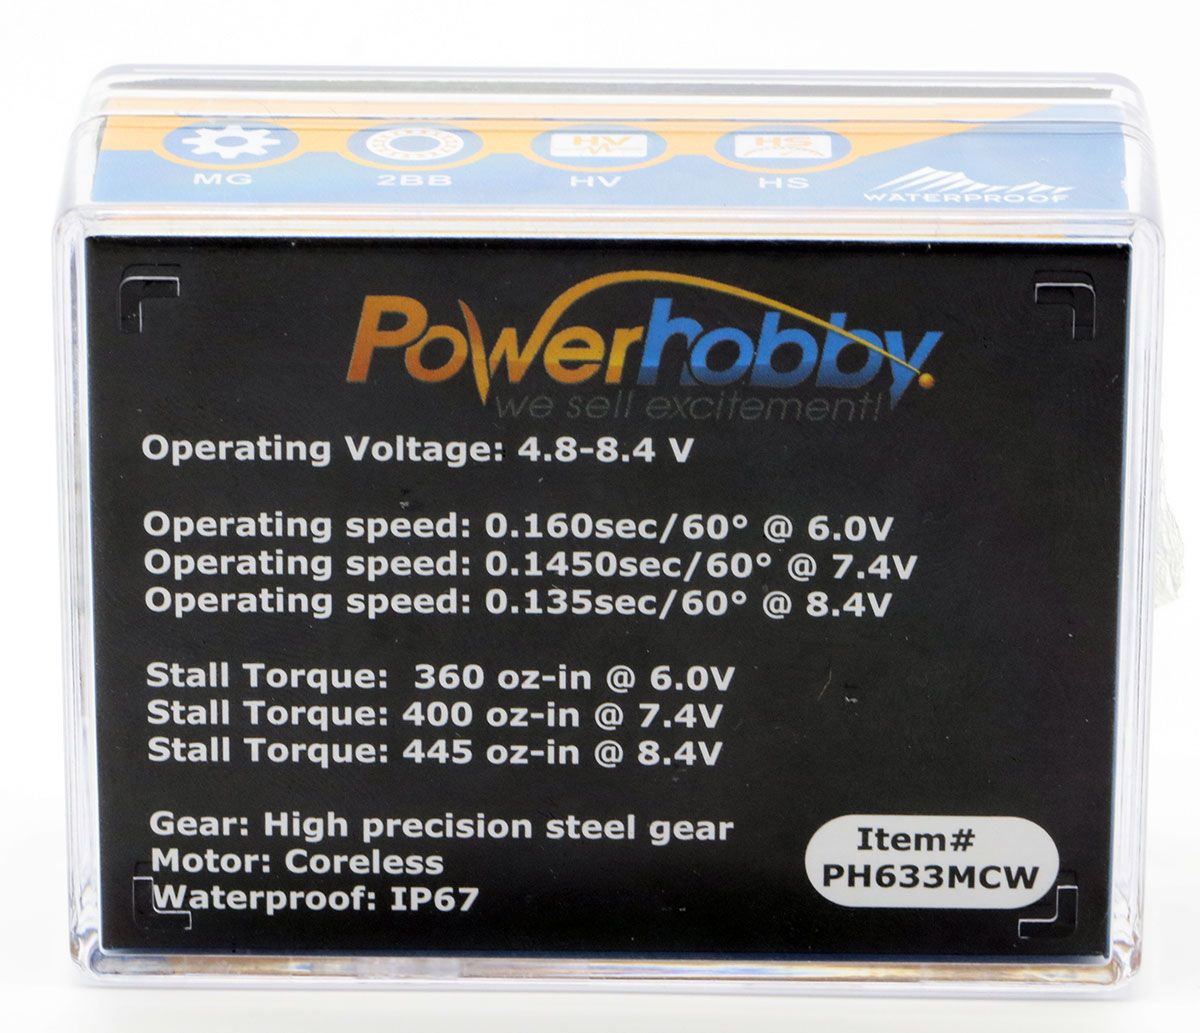 HV HS
MG 2BB HV HS
WATERPROOF
Powerhobby
we sell excitement!
Operating Voltage: 4.8-8.4 V
Operating speed: 0.160sec/60° @ 6.0V
Operating speed: 0.1450sec/60° @ 7.4V
Operating speed: 0.135sec/60° @ 8.4V
Stall Torque: 360 oz-in @ 6.0V
Stall Torque: 400 oz-in @ 7.4V
Stall Torque: 445 oz-in @ 8.4V
Gear: High precision steel gear
Motor: Coreless
Waterproof: IP67
Item#
PH633MCW